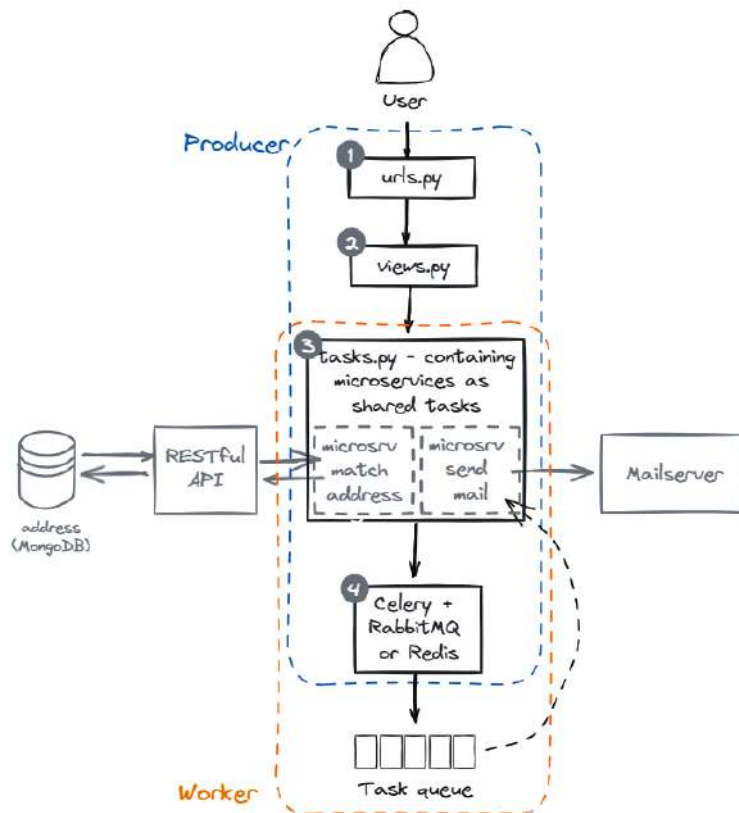 User
Producer
1
urls.py
2
views.py
3
tasks.py - containing
microservices as
shared tasks
microsrv
match
address
microsrv
send
mail
RESTful
API
address
(MongoDB)
Mailserver
4
Celery +
RabbitMQ
or Redis
Task queue
Worker